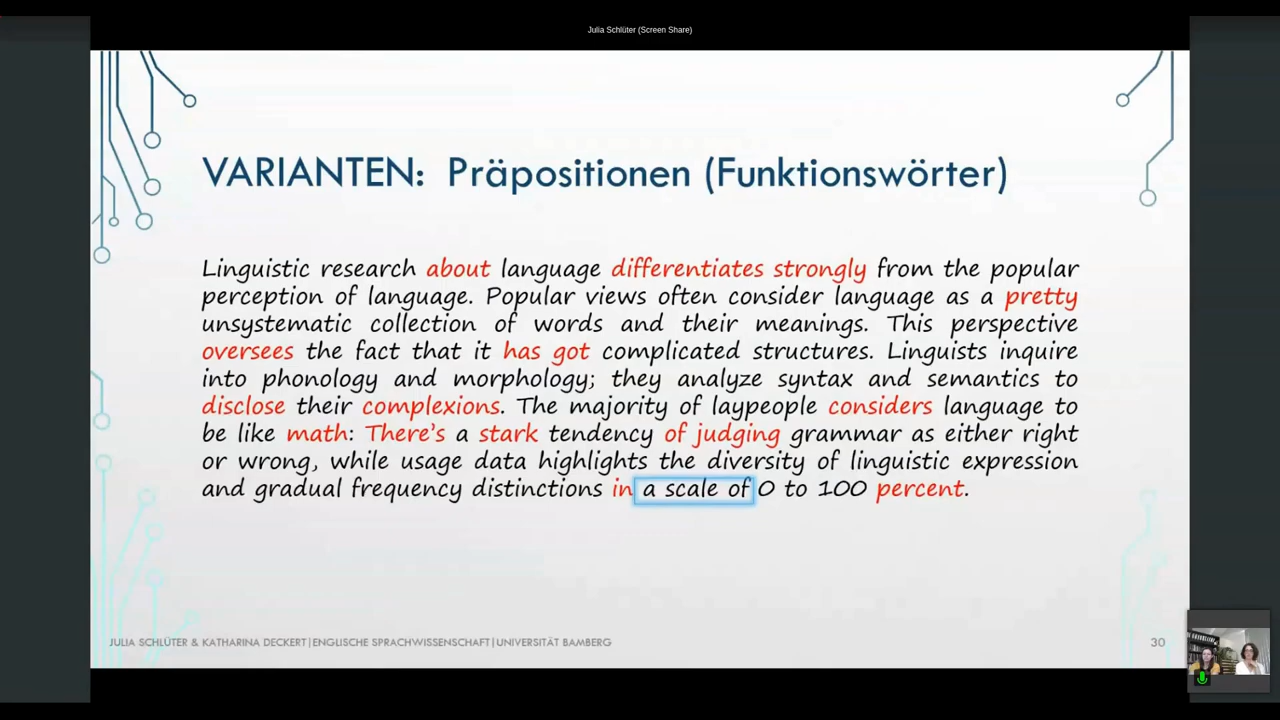 Julia Schlüter (Screen Share)
VARIANTEN: Präpositionen (Funktionswörter)
Linguistic research about language differentiates strongly from the popular
perception of language. Popular views often consider language as a pretty
unsystematic collection of words and their meanings. This perspective
oversees the fact that it has got complicated structures. Linguists inquire
into phonology and morphology; they analyze syntax and semantics to
disclose their complexions. The majority of laypeople considers language to
be like math: There's a stark tendency of judging grammar as either right
or wrong, while usage data highlights the diversity of linguistic expression
and gradual frequency distinctions in a scale of 0 to 100 percent.
JULIA SCHLÜTER & KATHARINA DECKERT|ENGLISCHE SPRACHWISSENSCHAFT|UNIVERSITÄT BAMBERG
30